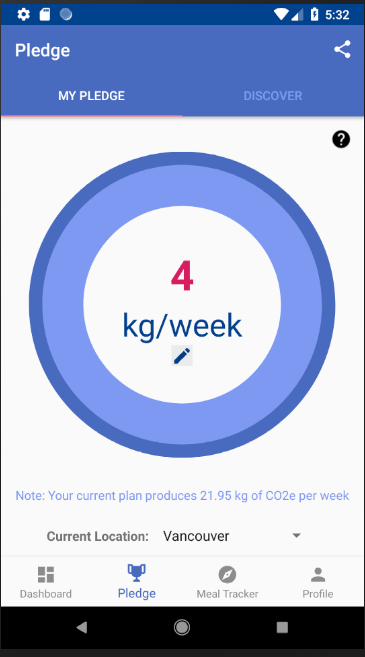 5:32
Pledge
MY PLEDGE DISCOVER
?
4
kg/week
Note: Your current plan produces 21.95 kg of CO2e per week
Current Location: Vancouver
Dashboard Pledge Meal Tracker Profile